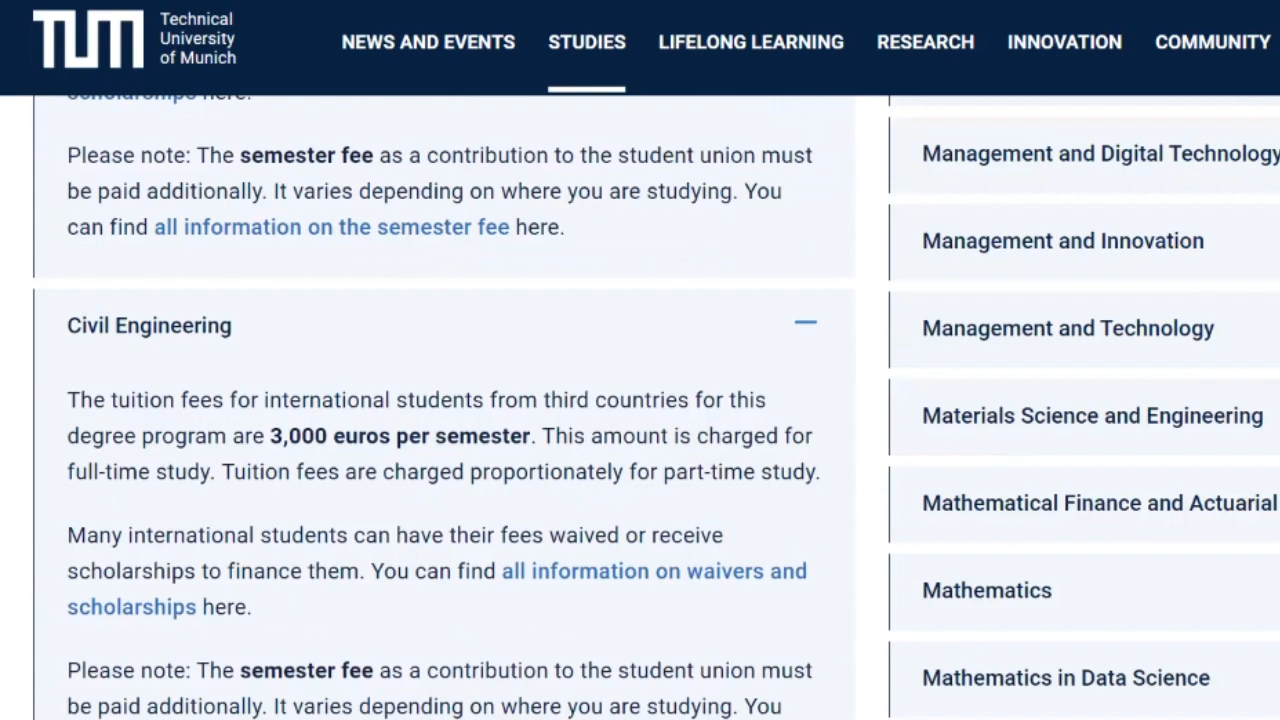 Technical
University
of Munich
NEWS AND EVENTS STUDIES LIFELONG LEARNING RESEARCH INNOVATION COMMUNITY
scholarships here.
Please note: The semester fee as a contribution to the student union must
be paid additionally. It varies depending on where you are studying. You
can find all information on the semester fee here.
Civil Engineering
The tuition fees for international students from third countries for this
degree program are 3,000 euros per semester. This amount is charged for
full-time study. Tuition fees are charged proportionately for part-time study.
Many international students can have their fees waived or receive
scholarships to finance them. You can find all information on waivers and
scholarships here.
Please note: The semester fee as a contribution to the student union must
be paid additionally. It varies depending on where you are studying. You
Management and Digital Technology
Management and Innovation
Management and Technology
Materials Science and Engineering
Mathematical Finance and Actuarial
Mathematics
Mathematics in Data Science